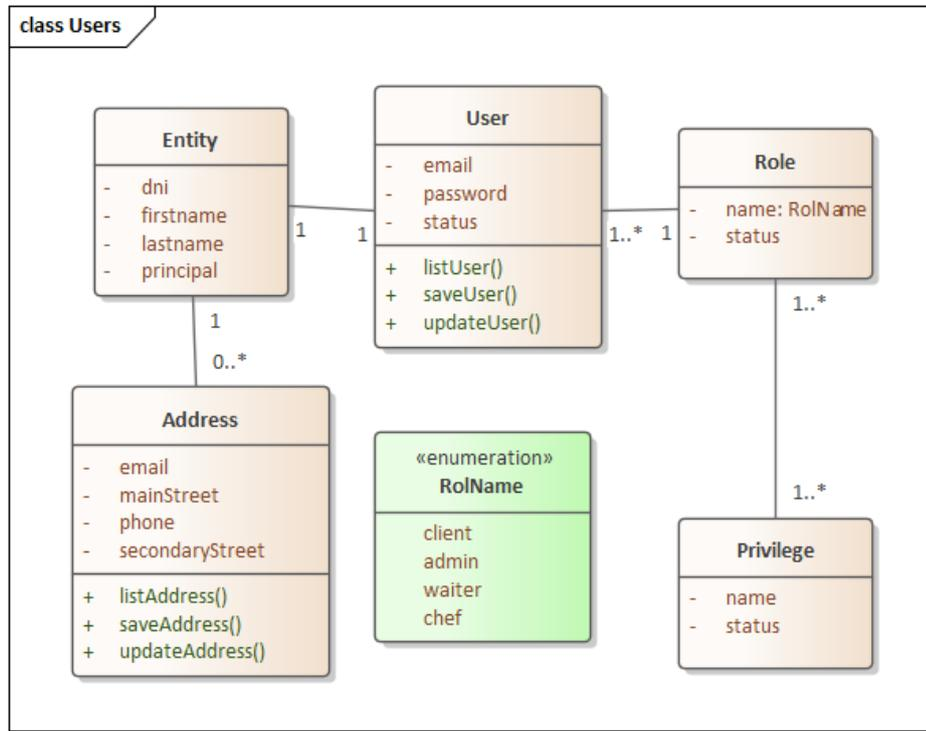 class Users
Entity
- dni
- firstname
- lastname
- principal
1
1
User
- email
- password
- status
+ listUser()
+ saveUser()
+ updateUser()
1..*
1
Role
- name: RolName
- status
1
0..*
1..*
1..*
Address
- email
- mainStreet
- phone
- secondaryStreet
+ listAddress()
+ saveAddress()
+ updateAddress()
«enumeration»
RolName
client
admin
waiter
chef
Privilege
- name
- status